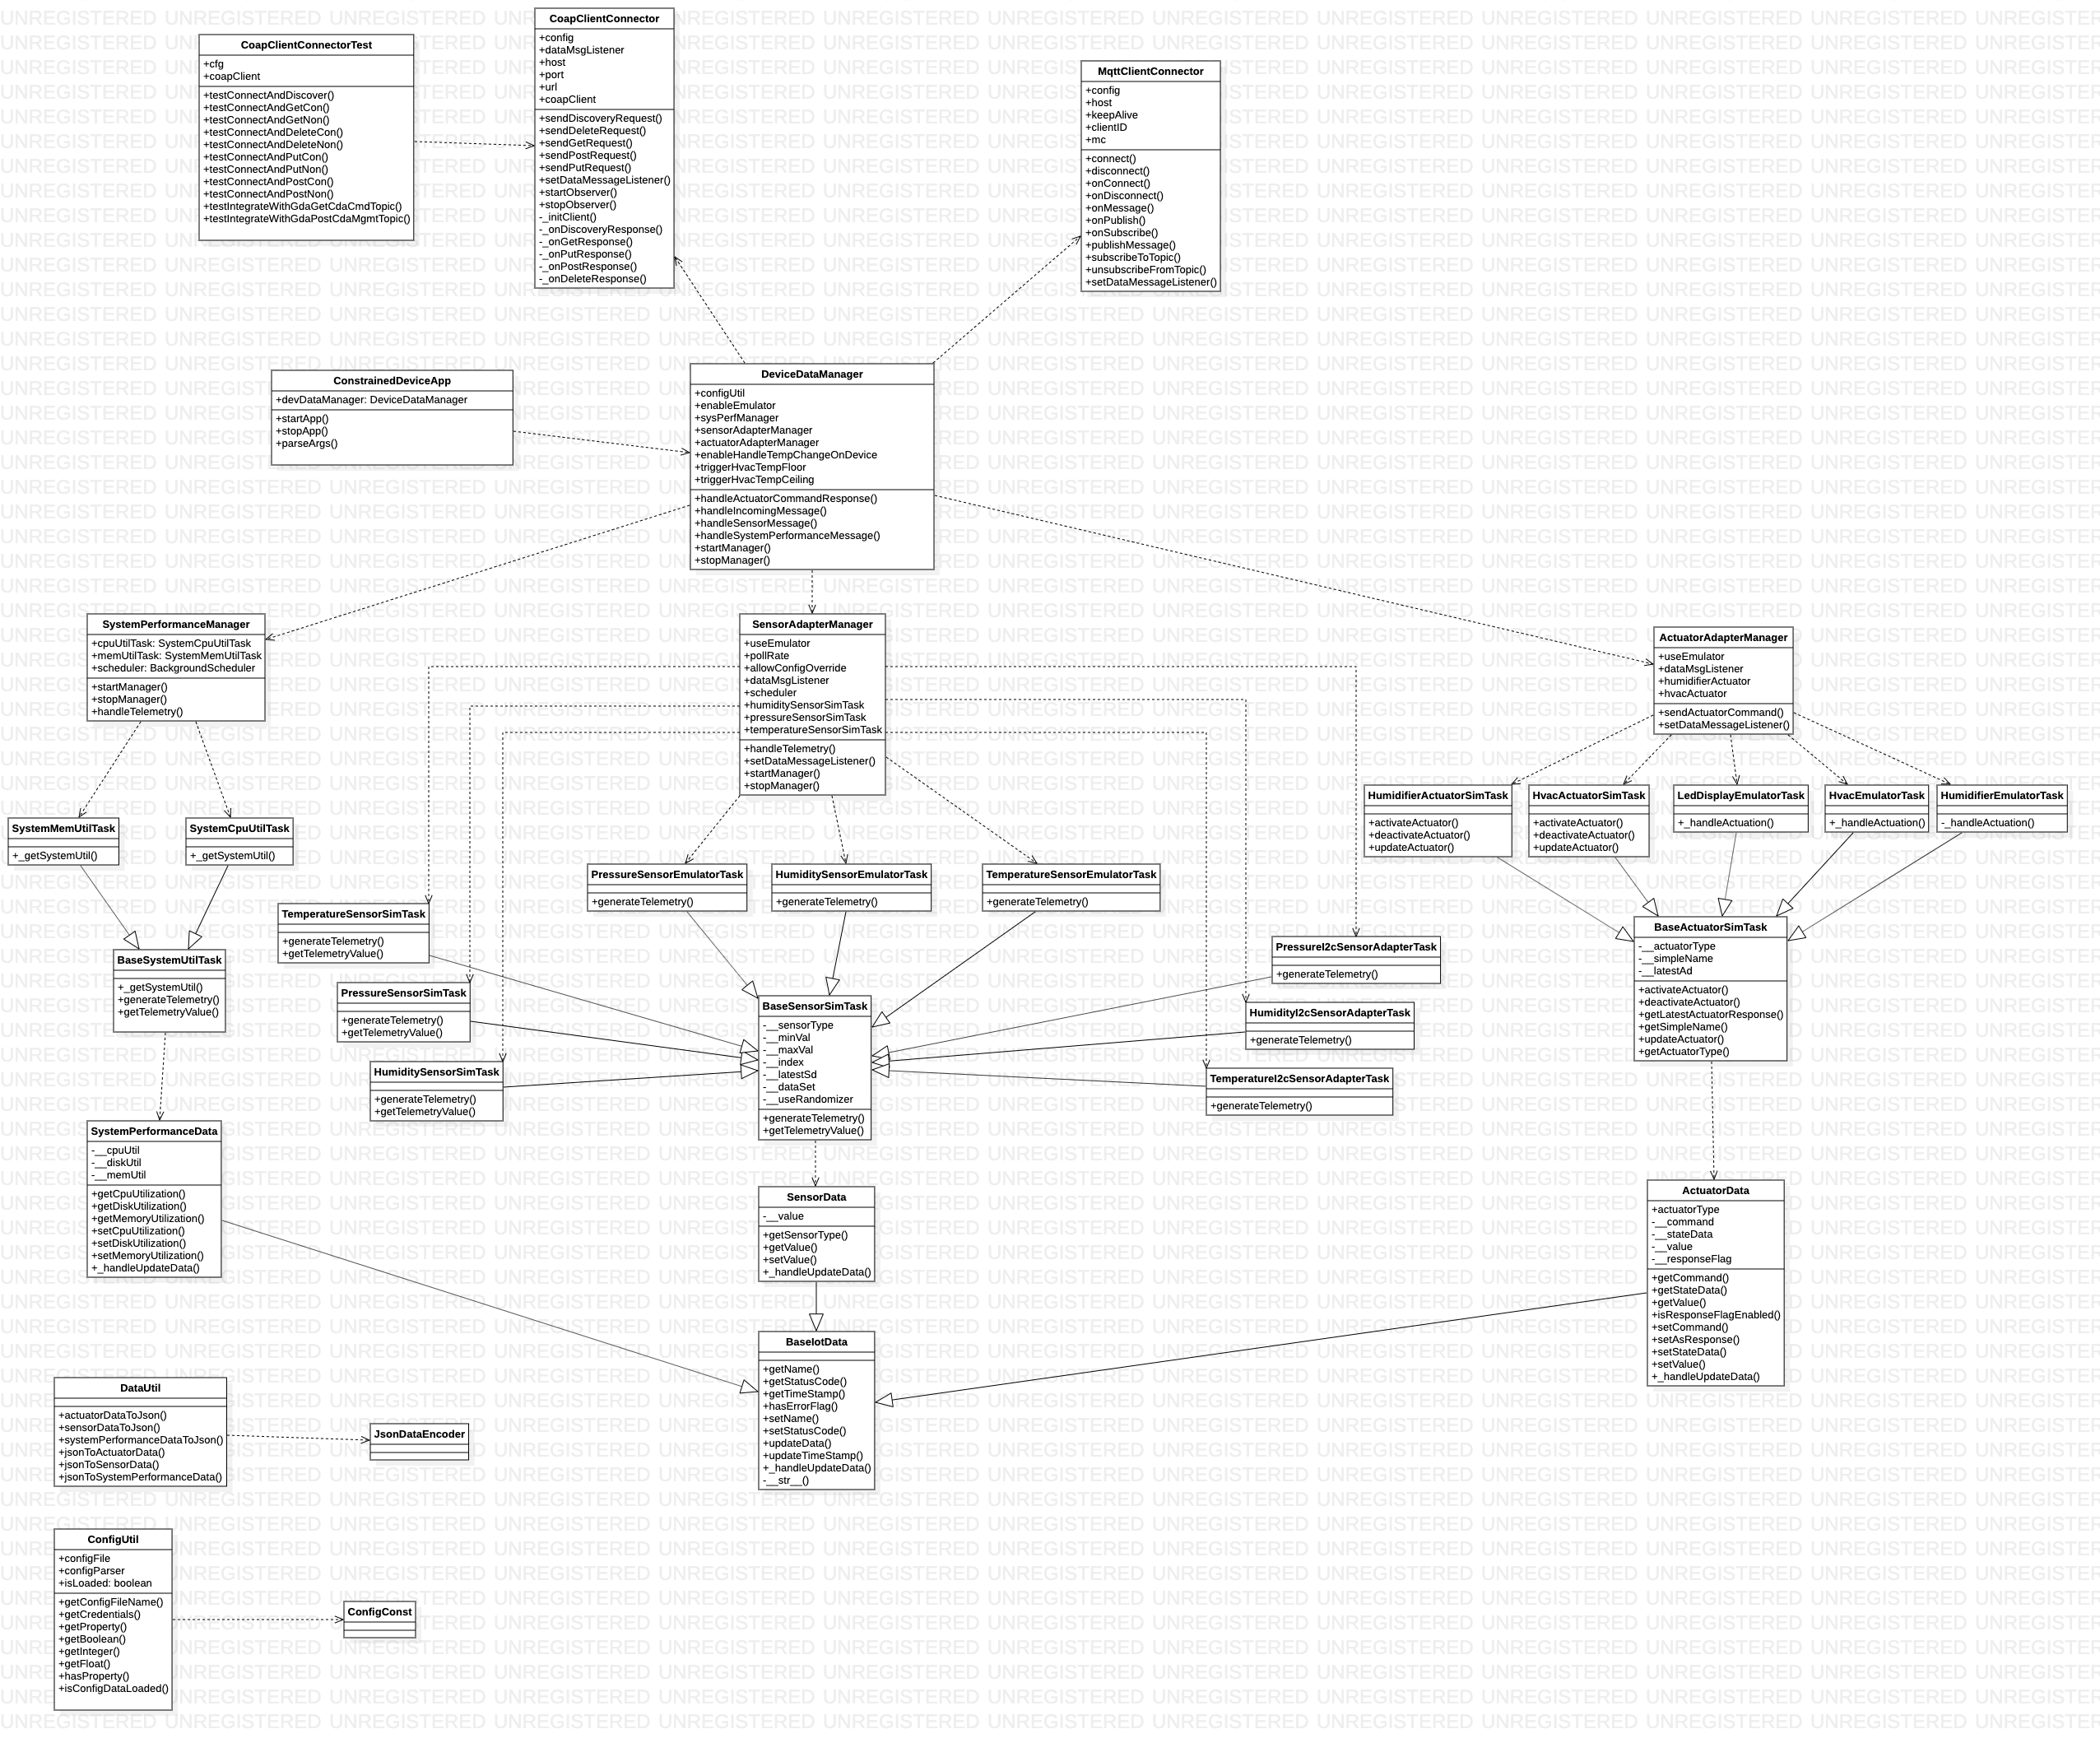 CoapClientConnector
+config
+dataMsgListener
+host
+port
+url
+coapClient
+sendDiscoveryRequest()
+sendDeleteRequest()
+sendGetRequest()
+sendPostRequest()
+sendPutRequest()
+setDataMessageListener()
+startObserver()
+stopObserver()
-_initClient()
-_onDiscoveryResponse()
-_onGetResponse()
-_onPutResponse()
-_onPostResponse()
-_onDeleteResponse()
CoapClientConnectorTest
+cfg
+coapClient
+testConnectAndDiscover()
+testConnectAndGetCon()
+testConnectAndGetNon()
+testConnectAndDeleteCon()
+testConnectAndDeleteNon()
+testConnectAndPutCon()
+testConnectAndPutNon()
+testConnectAndPostCon()
+testConnectAndPostNon()
+testIntegrateWithGdaGetCdaCmdTopic()
+testIntegrateWithGdaPostCdaMgmtTopic()
MqttClientConnector
+config
+host
+keepAlive
+clientID
+mc
+connect()
+disconnect()
+onConnect()
+onDisconnect()
+onMessage()
+onPublish()
+onSubscribe()
+publishMessage()
+subscribeToTopic()
+unsubscribeFromTopic()
+setDataMessageListener()
ConstrainedDeviceApp
+devDataManager: DeviceDataManager
+startApp()
+stopApp()
+parseArgs()
DeviceDataManager
+configUtil
+enableEmulator
+sysPerfManager
+sensorAdapterManager
+actuatorAdapterManager
+enableHandleTempChangeOnDevice
+triggerHvacTempFloor
+triggerHvacTempCeiling
+handleActuatorCommandResponse()
+handleIncomingMessage()
+handleSensorMessage()
+handleSystemPerformanceMessage()
+startManager()
+stopManager()
SystemPerformanceManager
+cpuUtilTask: SystemCpuUtilTask
+memUtilTask: SystemMemUtilTask
+scheduler: BackgroundScheduler
+startManager()
+stopManager()
+handleTelemetry()
SensorAdapterManager
+useEmulator
+pollRate
+allowConfigOverride
+dataMsgListener
+scheduler
+humiditySensorSimTask
+pressureSensorSimTask
+temperatureSensorSimTask
+handleTelemetry()
+setDataMessageListener()
+startManager()
+stopManager()
ActuatorAdapterManager
+useEmulator
+dataMsgListener
+humidifierActuator
+hvacActuator
+sendActuatorCommand()
+setDataMessageListener()
HumidifierActuatorSimTask
+activateActuator()
+deactivateActuator()
+updateActuator()
HvacActuatorSimTask
+activateActuator()
+deactivateActuator()
+updateActuator()
LedDisplayEmulatorTask
+_handleActuation()
HvacEmulatorTask
+_handleActuation()
HumidifierEmulatorTask
-_handleActuation()
SystemMemUtilTask
+_getSystemUtil()
SystemCpuUtilTask
+_getSystemUtil()
PressureSensorEmulatorTask
+generateTelemetry()
HumiditySensorEmulatorTask
+generateTelemetry()
TemperatureSensorEmulatorTask
+generateTelemetry()
TemperatureSensorSimTask
+generateTelemetry()
+getTelemetryValue()
BaseActuatorSimTask
-__actuatorType
-__simpleName
-__latestAd
+activateActuator()
+deactivateActuator()
+getLatestActuatorResponse()
+getSimpleName()
+updateActuator()
+getActuatorType()
PressureI2cSensorAdapterTask
+generateTelemetry()
BaseSystemUtilTask
+_getSystemUtil()
+generateTelemetry()
+getTelemetryValue()
PressureSensorSimTask
+generateTelemetry()
+getTelemetryValue()
BaseSensorSimTask
-__sensorType
-__minVal
-__maxVal
-__index
-__latestSd
-__dataSet
-__useRandomizer
+generateTelemetry()
+getTelemetryValue()
HumidityI2cSensorAdapterTask
+generateTelemetry()
HumiditySensorSimTask
+generateTelemetry()
+getTelemetryValue()
TemperatureI2cSensorAdapterTask
+generateTelemetry()
SystemPerformanceData
-__cpuUtil
-__diskUtil
-__memUtil
+getCpuUtilization()
+getDiskUtilization()
+getMemoryUtilization()
+setCpuUtilization()
+setDiskUtilization()
+setMemoryUtilization()
+_handleUpdateData()
SensorData
-__value
+getSensorType()
+getValue()
+setValue()
+_handleUpdateData()
ActuatorData
+actuatorType
-__command
-__stateData
-__value
-__responseFlag
+getCommand()
+getStateData()
+getValue()
+isResponseFlagEnabled()
+setCommand()
+setAsResponse()
+setStateData()
+setValue()
+_handleUpdateData()
BaseIotData
+getName()
+getStatusCode()
+getTimeStamp()
+hasErrorFlag()
+setName()
+setStatusCode()
+updateData()
+updateTimeStamp()
+_handleUpdateData()
-__str__()
DataUtil
+actuatorDataToJson()
+sensorDataToJson()
+systemPerformanceDataToJson()
+jsonToActuatorData()
+jsonToSensorData()
+jsonToSystemPerformanceData()
JsonDataEncoder
ConfigUtil
+configFile
+configParser
+isLoaded: boolean
+getConfigFileName()
+getCredentials()
+getProperty()
+getBoolean()
+getInteger()
+getFloat()
+hasProperty()
+isConfigDataLoaded()
ConfigConst
UNREGISTERED